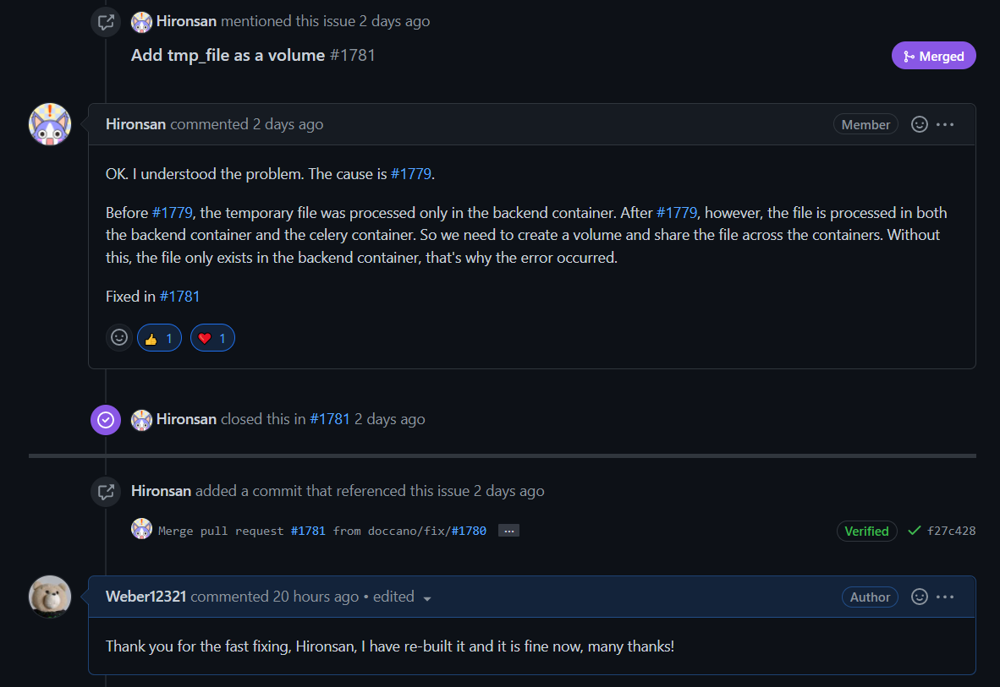 Hironsan mentioned this issue 2 days ago
Add tmp_file as a volume #1781
Merged
Hironsan commented 2 days ago
Member
OK. I understood the problem. The cause is #1779.
Before #1779, the temporary file was processed only in the backend container. After #1779, however, the file is processed in both
the backend container and the celery container. So we need to create a volume and share the file across the containers. Without
this, the file only exists in the backend container, that's why the error occurred.
Fixed in #1781
1 1
Hironsan closed this in #1781 2 days ago
Hironsan added a commit that referenced this issue 2 days ago
Merge pull request #1781 from doccano/fix/#1780 …
Verified f27c428
Weber12321 commented 20 hours ago • edited
Author
Thank you for the fast fixing, Hironsan, I have re-built it and it is fine now, many thanks!